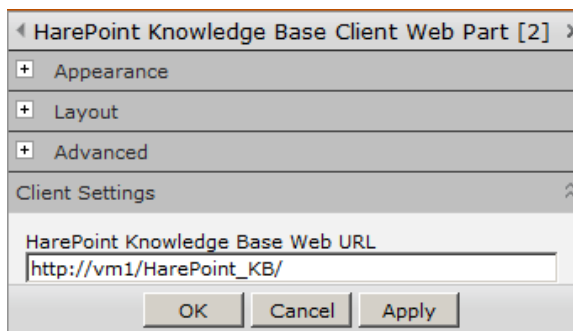 HarePoint Knowledge Base Client Web Part [2]
Appearance
Layout
Advanced
Client Settings
HarePoint Knowledge Base Web URL
http://vm1/HarePoint_KB/
OK Cancel Apply